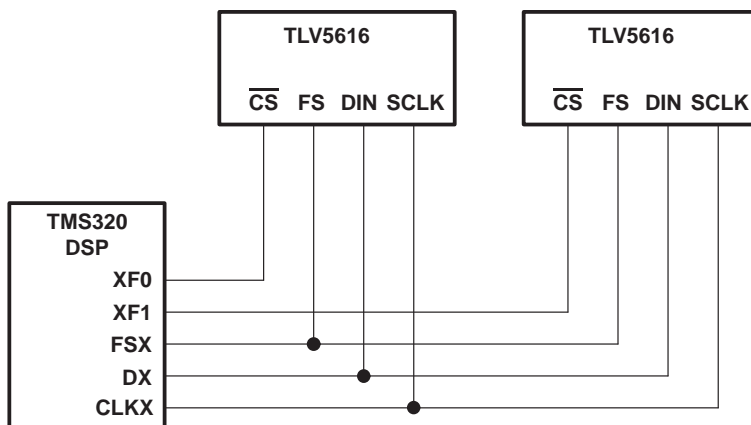 TLV5616
CS FS DIN SCLK
TLV5616
CS FS DIN SCLK
TMS320
DSP
XF0
XF1
FSX
DX
CLKX